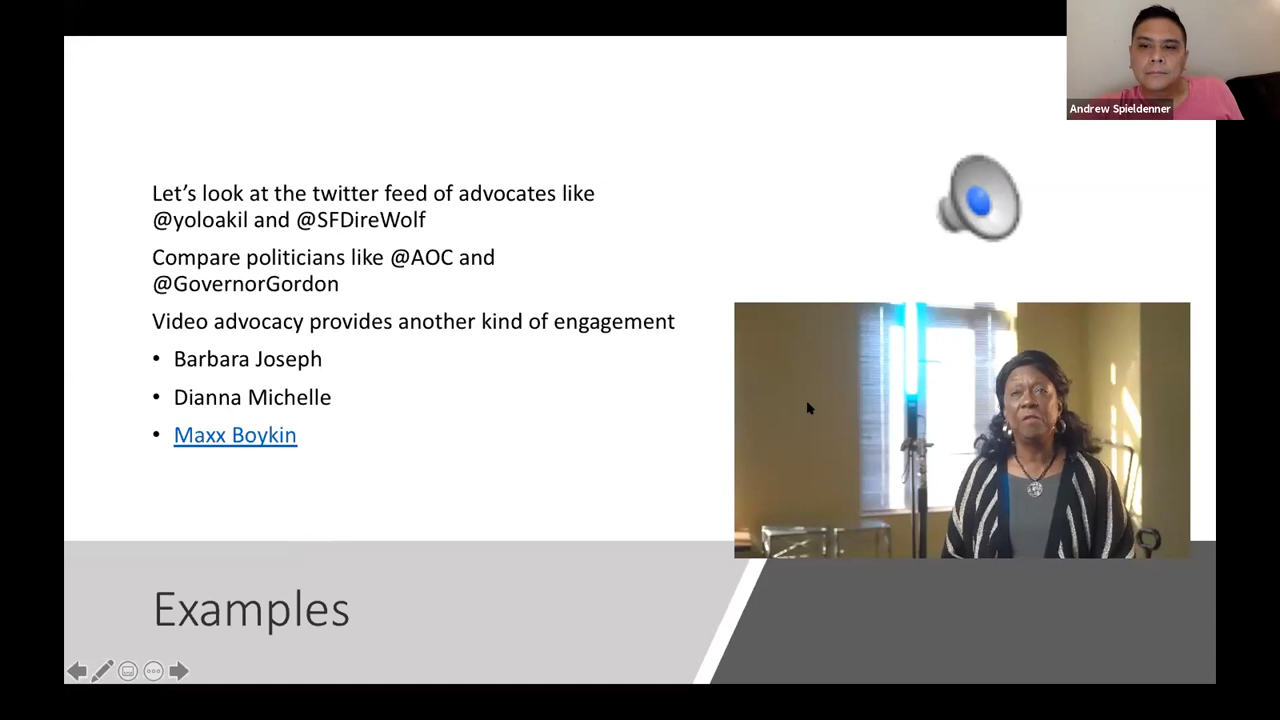 Andrew Spieldenner
Let's look at the twitter feed of advocates like
@yoloakil and @SFDireWolf
Compare politicians like @AOC and
@GovernorGordon
Video advocacy provides another kind of engagement
• Barbara Joseph
• Dianna Michelle
• Maxx Boykin
Examples